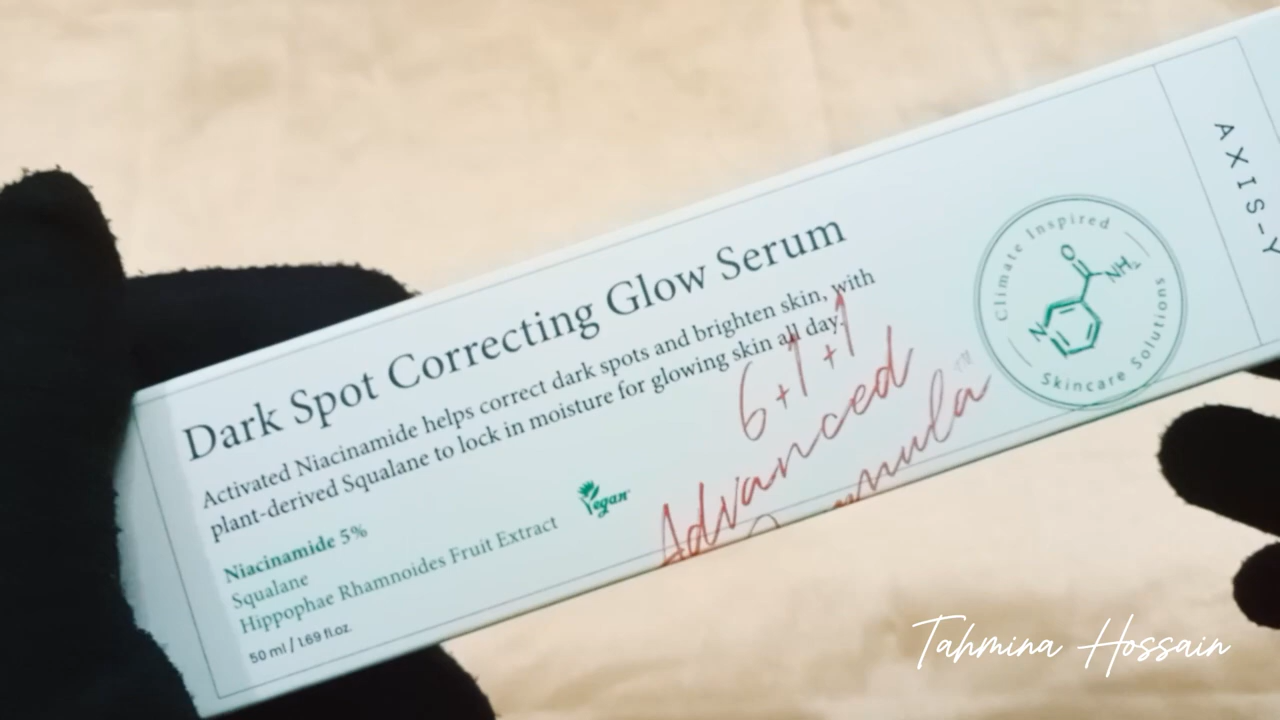 Dark Spot Correcting Glow Serum
Activated Niacinamide helps correct dark spots and brighten skin, with
plant-derived Squalane to lock in moisture for glowing skin all day.
Niacinamide 5%
Squalane
Hippophae Rhamnoides Fruit Extract
50 ml / 1.69 fl.oz.
Vegan
6+1+1
Advanced
TM
Climate Inspired
O
NH2
N
Skincare Solutions
AXIS-Y
Tahmina Hossain